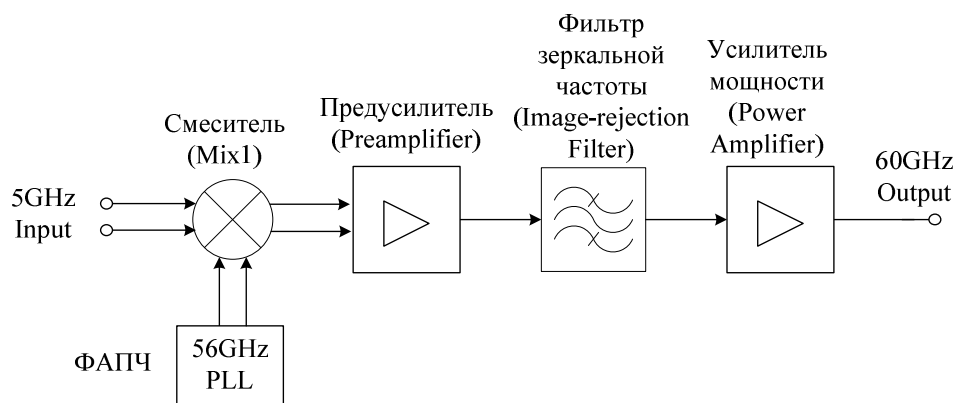 Фильтр
зеркальной
частоты
(Image-rejection
Filter)
Усилитель
мощности
(Power
Amplifier)
Предусилитель
(Preamplifier)
Смеситель
(Mix1)
5GHz
Input
60GHz
Output
ФАПЧ
56GHz
PLL